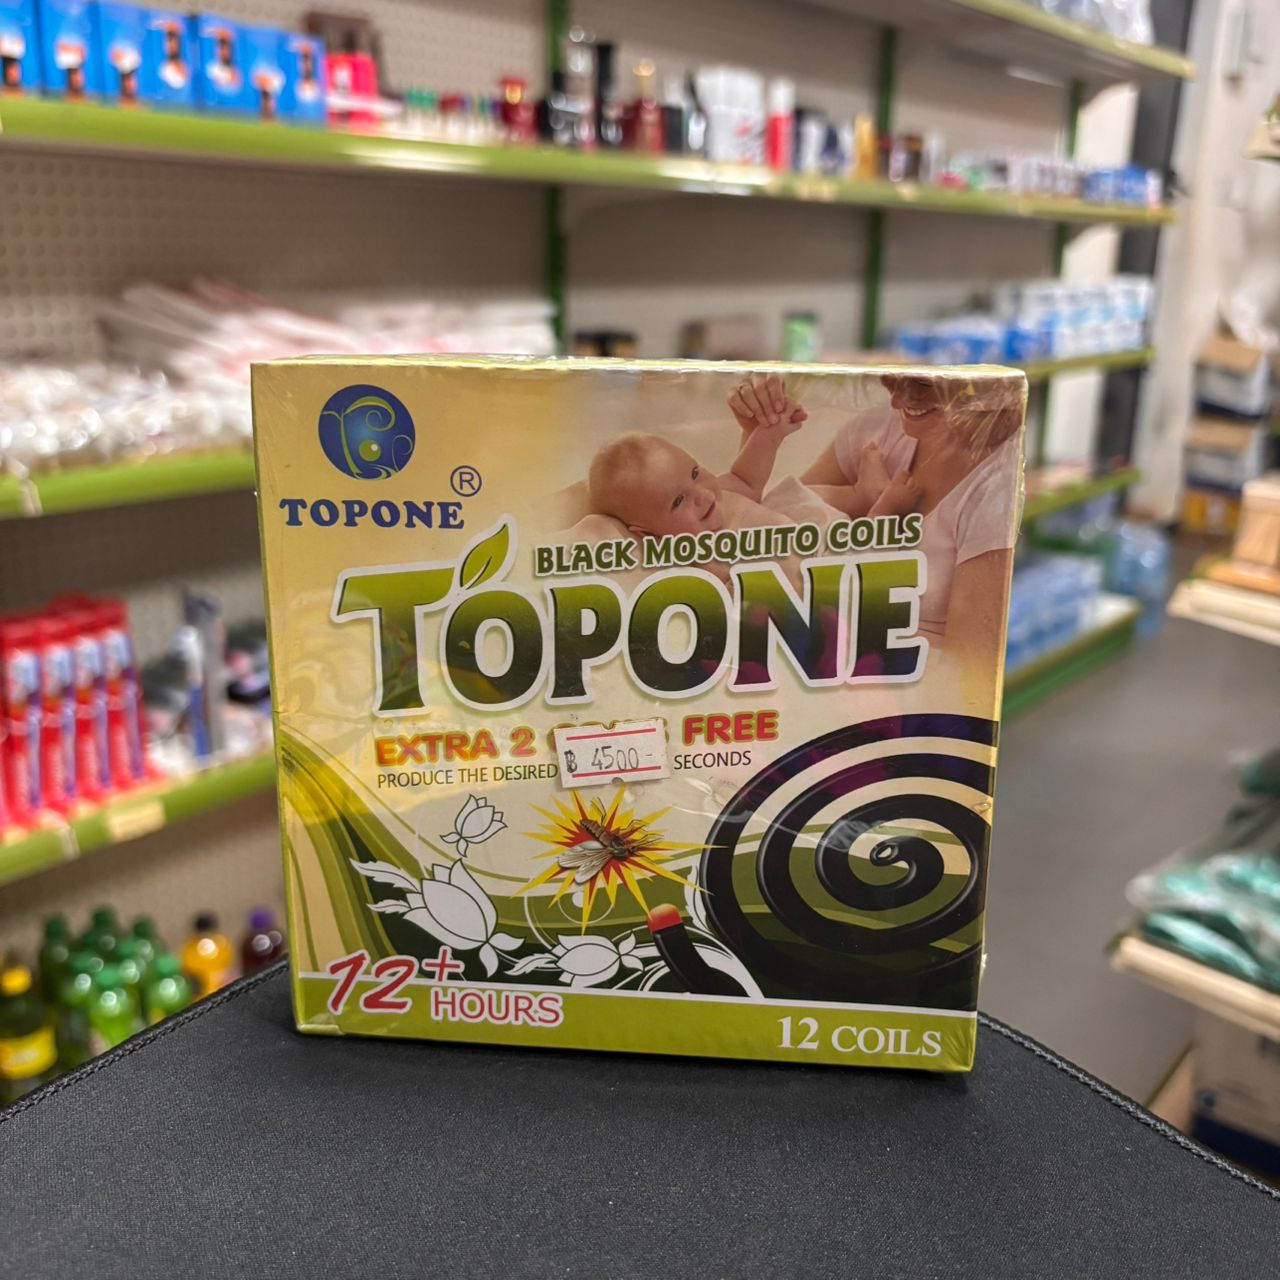 TOPONE®
BLACK MOSQUITO COILS
TOPONE
EXTRA 2 FREE
฿ 4500-
PRODUCE THE DESIRED SECONDS
12+
HOURS
12 COILS